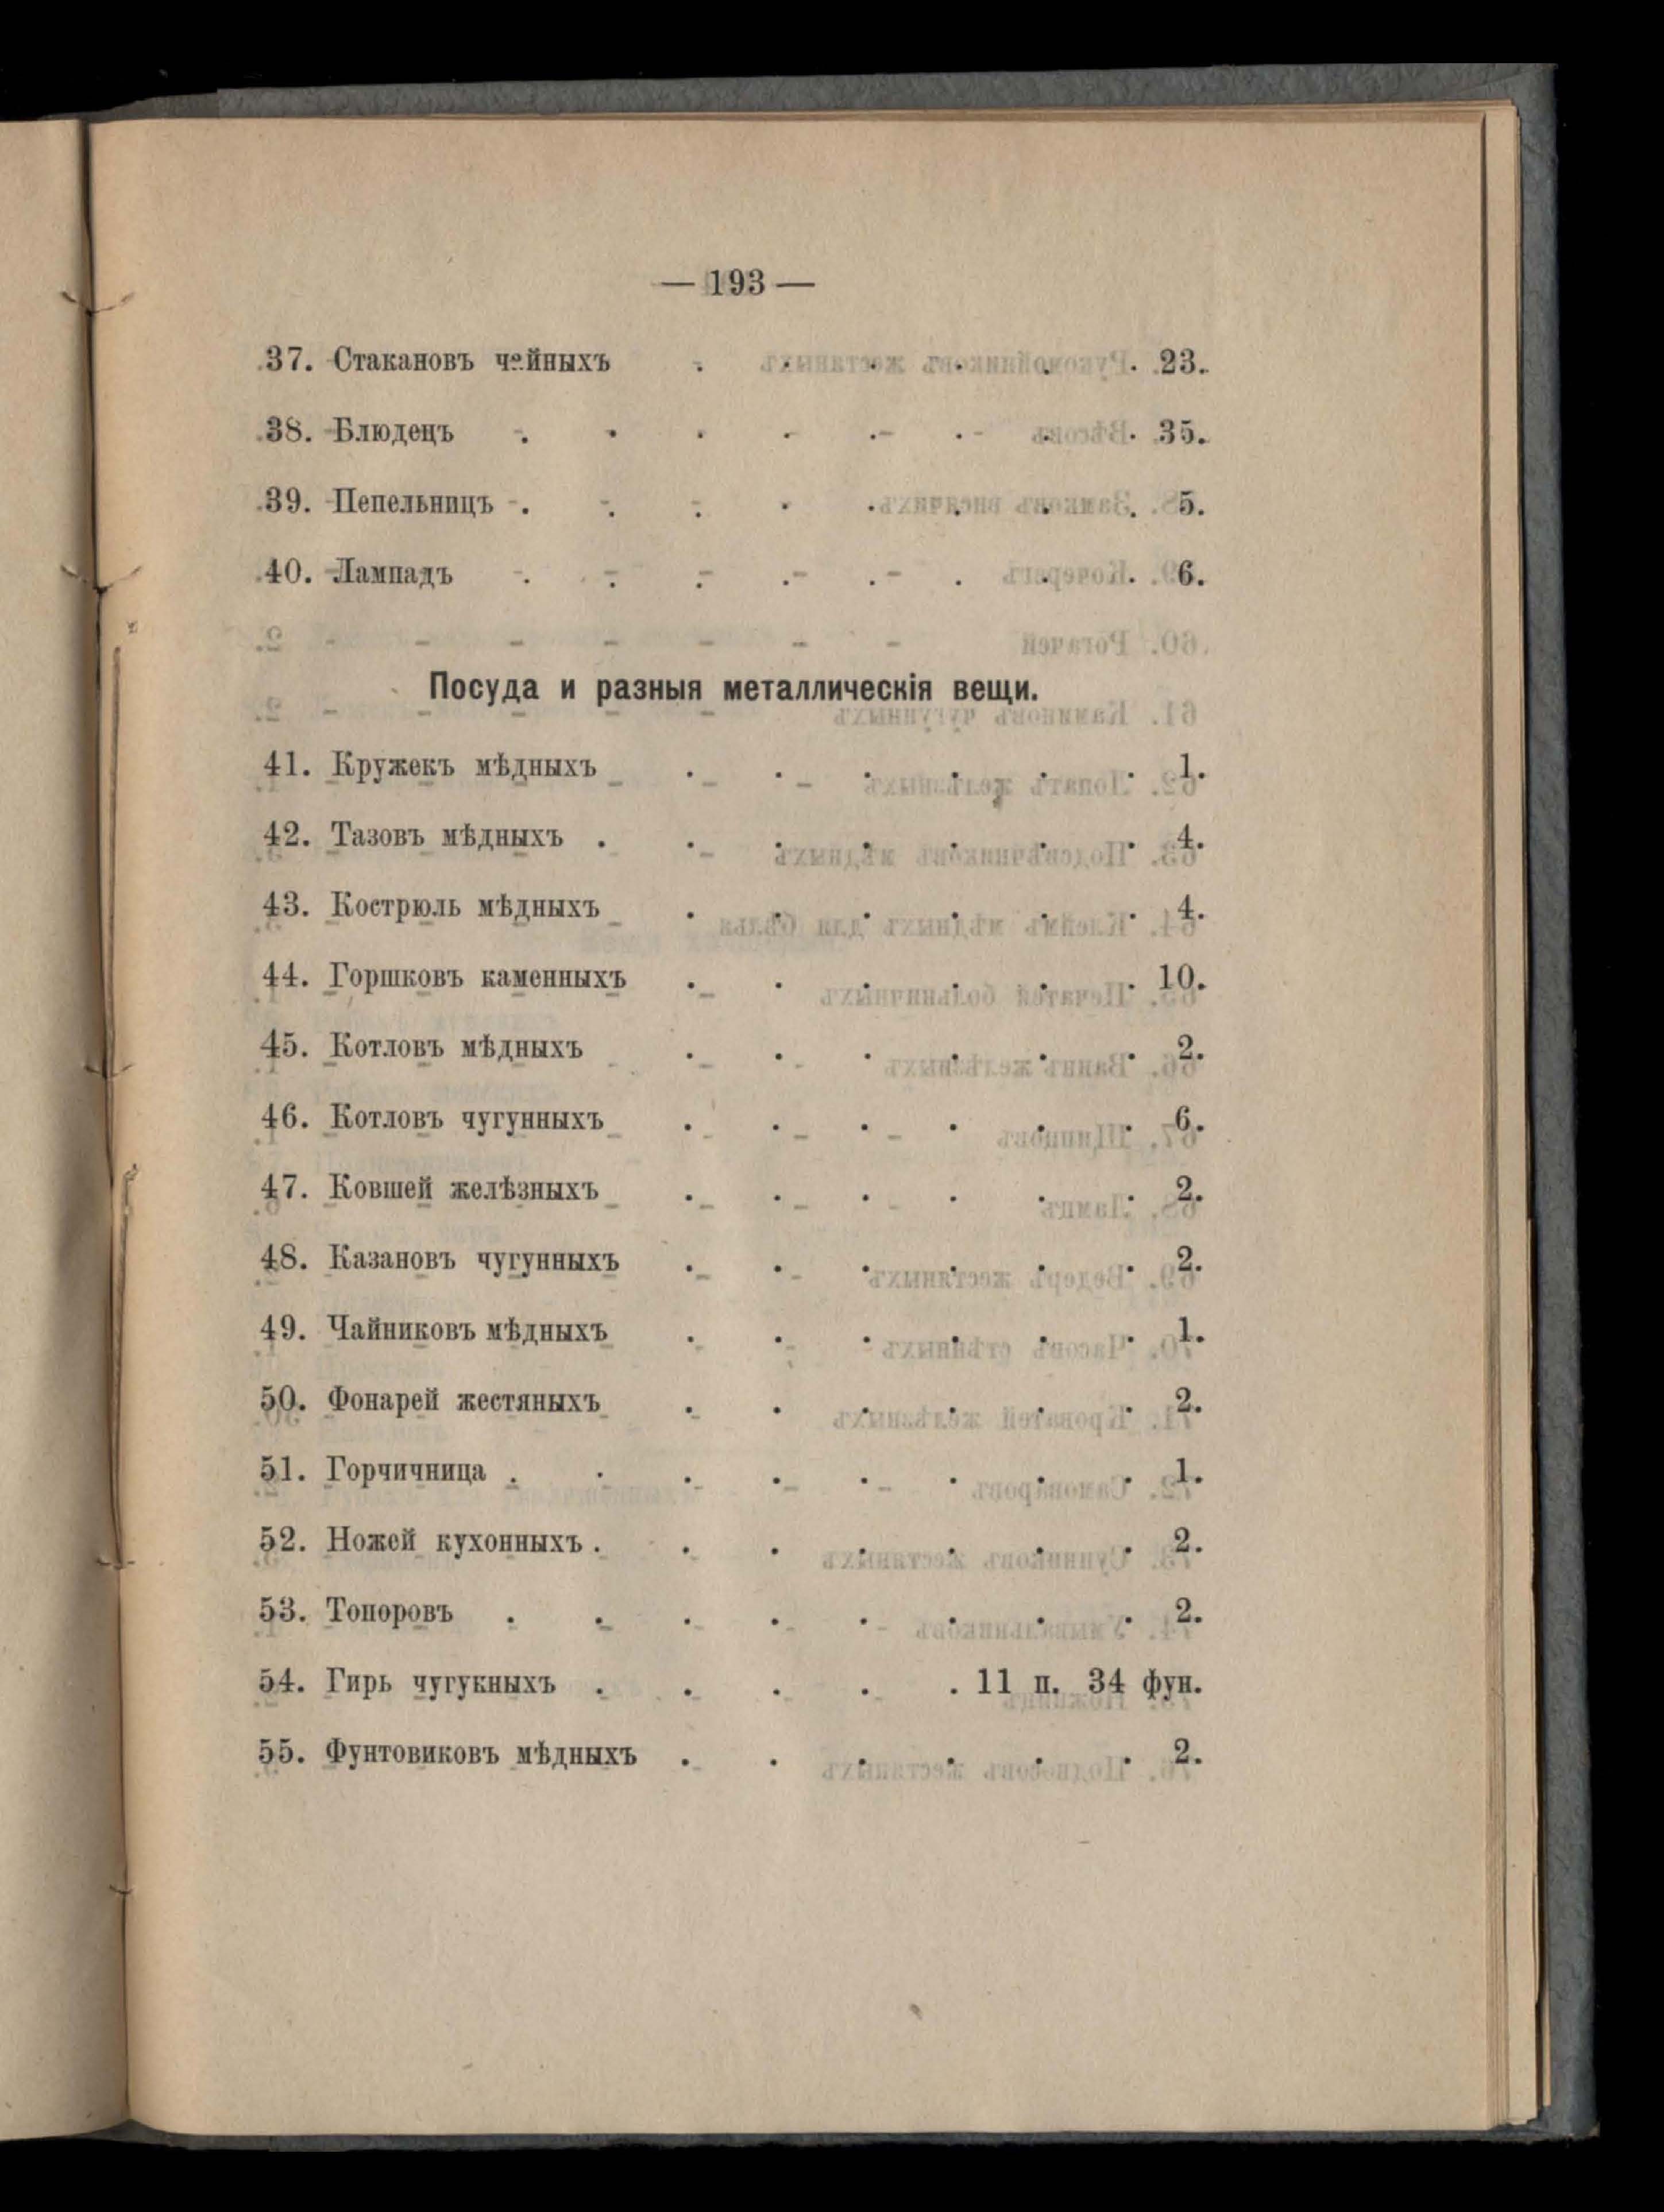 — 193 —
37. Стакановъ чайныхъ . . . . . . 23.
38. Блюдецъ . . . . . . . . 35.
39. Пепельницъ . . . . . . . . 5.
40. Лампадъ . . . . . . . . 6.
Посуда и разныя металлическія вещи.
41. Кружекъ мѣдныхъ . . . . . . 1.
42. Тазовъ мѣдныхъ . . . . . . . 4.
43. Кострюль мѣдныхъ . . . . . . 4.
44. Горшковъ каменныхъ . . . . . . 10.
45. Котловъ мѣдныхъ . . . . . . 2.
46. Котловъ чугунныхъ . . . . . . 6.
47. Ковшей желѣзныхъ . . . . . . 2.
48. Казановъ чугунныхъ . . . . . . 2.
49. Чайниковъ мѣдныхъ . . . . . . 1.
50. Фонарей жестяныхъ . . . . . . 2.
51. Горчичница . . . . . . . . 1.
52. Ножей кухонныхъ . . . . . . . 2.
53. Топоровъ . . . . . . . . 2.
54. Гирь чугукныхъ . . . . . 11 п. 34 фун.
55. Фунтовиковъ мѣдныхъ . . . . . . 2.